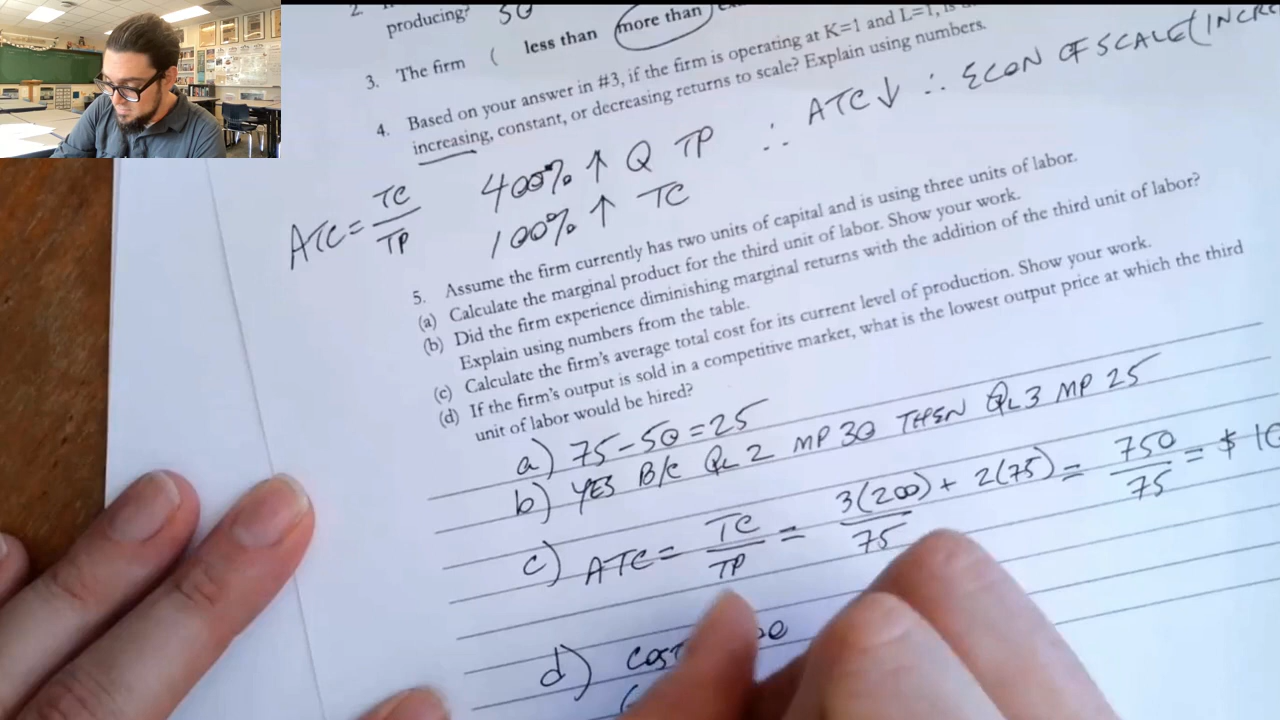 2.
producing? 50
3. The firm ( less than more than
4. Based on your answer in #3, if the firm is operating at K=1 and L=1, is
increasing, constant, or decreasing returns to scale? Explain using numbers.
ATC = TC / TP
400% ↑ Q TP ∴ ATC ↓ ∴ ECON OF SCALE (INCRE
100% ↑ TC
5. Assume the firm currently has two units of capital and is using three units of labor.
(a) Calculate the marginal product for the third unit of labor. Show your work.
(b) Did the firm experience diminishing marginal returns with the addition of the third unit of labor?
Explain using numbers from the table.
(c) Calculate the firm's average total cost for its current level of production. Show your work.
(d) If the firm's output is sold in a competitive market, what is the lowest output price at which the third
unit of labor would be hired?
a) 75-50=25
b) YES B/C QL 2 MP 30 THEN QL 3 MP 25
c) ATC = TC / TP = 3(200) + 2(75) / 75 = 750 / 75 = $ 10
d) COST